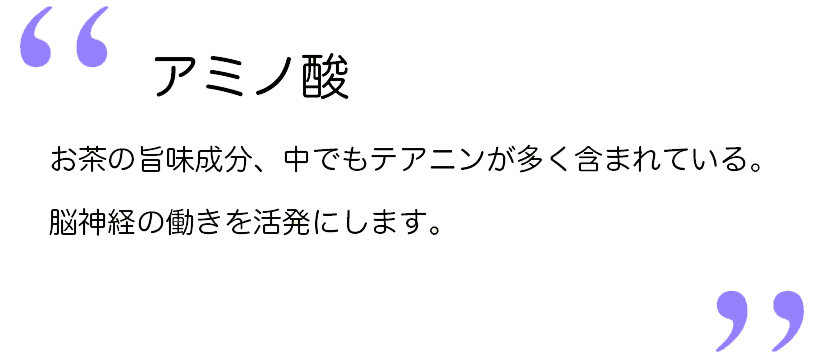 アミノ酸
お茶の旨味成分、中でもテアニンが多く含まれている。
脳神経の働きを活発にします。